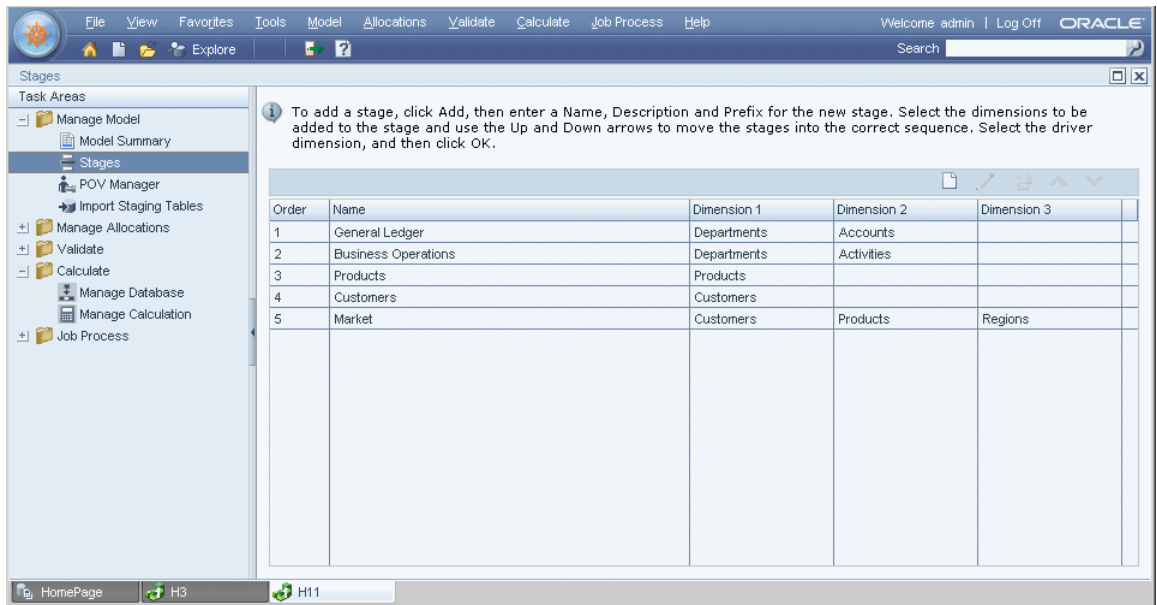 File View Favorites Tools Model Allocations Validate Calculate Job Process Help Welcome admin | Log Off ORACLE
Explore Search
Stages
Task Areas
Manage Model
Model Summary
Stages
POV Manager
Import Staging Tables
Manage Allocations
Validate
Calculate
Manage Database
Manage Calculation
Job Process
To add a stage, click Add, then enter a Name, Description and Prefix for the new stage. Select the dimensions to be
added to the stage and use the Up and Down arrows to move the stages into the correct sequence. Select the driver
dimension, and then click OK.
Order Name Dimension 1 Dimension 2 Dimension 3
1 General Ledger Departments Accounts
2 Business Operations Departments Activities
3 Products Products
4 Customers Customers
5 Market Customers Products Regions
HomePage H3 H11